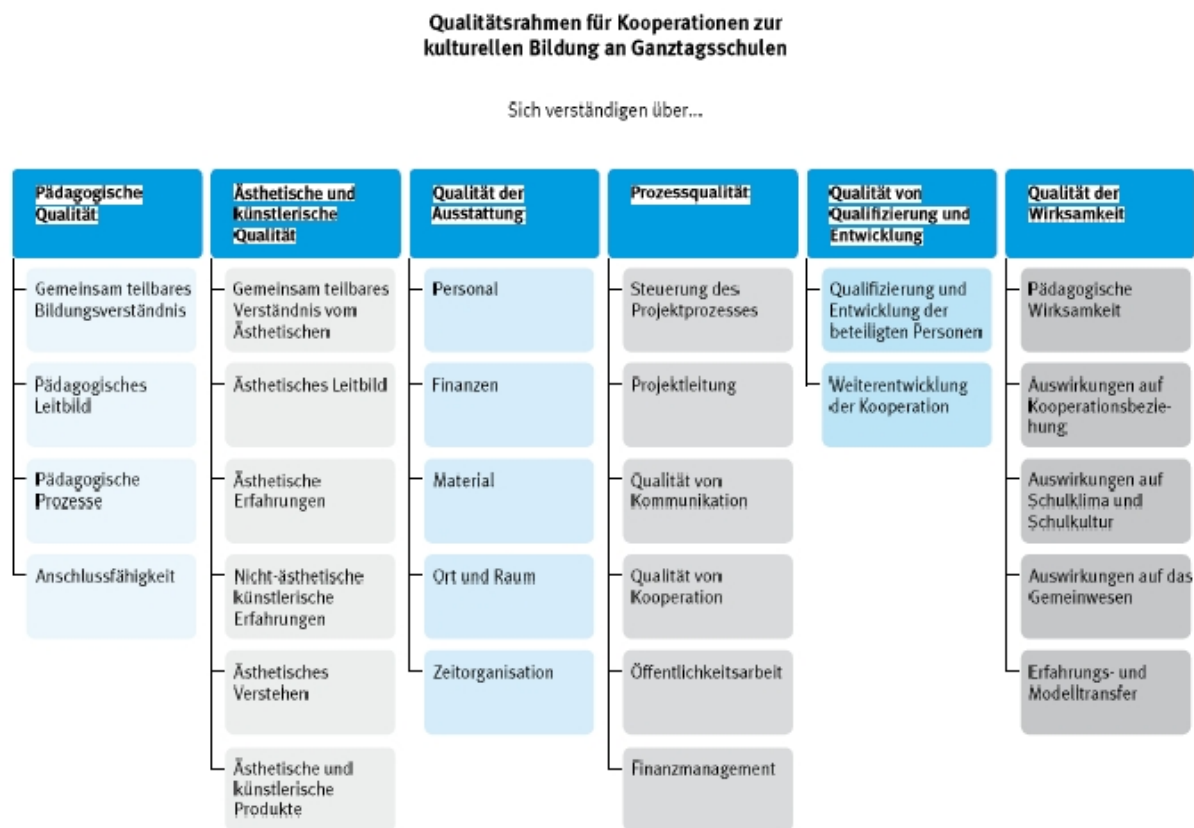 Qualitätsrahmen für Kooperationen zur
kulturellen Bildung an Ganztagsschulen
Sich verständigen über...
Pädagogische
Qualität
Gemeinsam teilbares
Bildungsverständnis
Pädagogisches
Leitbild
Pädagogische
Prozesse
Anschlussfähigkeit
Ästhetische und
künstlerische
Qualität
Gemeinsam teilbares
Verständnis vom
Ästhetischen
Ästhetisches Leitbild
Ästhetische
Erfahrungen
Nicht-ästhetische
künstlerische
Erfahrungen
Ästhetisches
Verstehen
Ästhetische und
künstlerische
Produkte
Qualität der
Ausstattung
Personal
Finanzen
Material
Ort und Raum
Zeitorganisation
Prozessqualität
Steuerung des
Projektprozesses
Projektleitung
Qualität von
Kommunikation
Qualität von
Kooperation
Öffentlichkeitsarbeit
Finanzmanagement
Qualität von
Qualifizierung und
Entwicklung
Qualifizierung und
Entwicklung der
beteiligten Personen
Weiterentwicklung
der Kooperation
Qualität der
Wirksamkeit
Pädagogische
Wirksamkeit
Auswirkungen auf
Kooperationsbezie-
hung
Auswirkungen auf
Schulklima und
Schulkultur
Auswirkungen auf das
Gemeinwesen
Erfahrungs- und
Modelltransfer